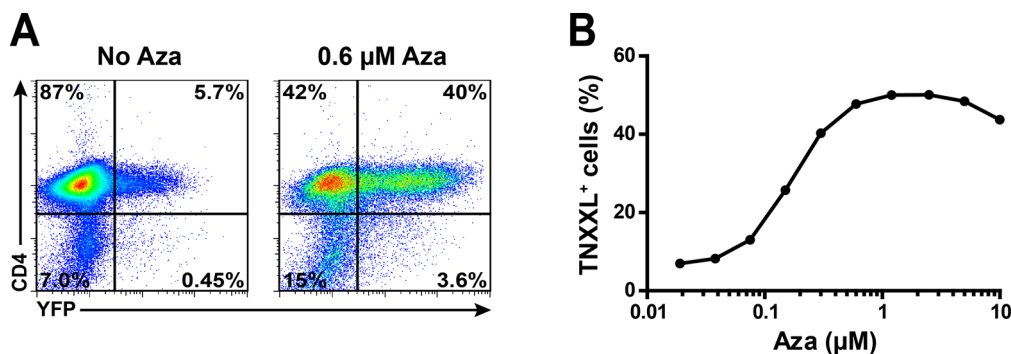 A
No Aza
0.6 µM Aza
87%
5.7%
7.0%
0.45%
42%
40%
15%
3.6%
CD4
YFP
B
TNXXL⁺ cells (%)
60
40
20
0
0.01
0.1
1
10
Aza (µM)